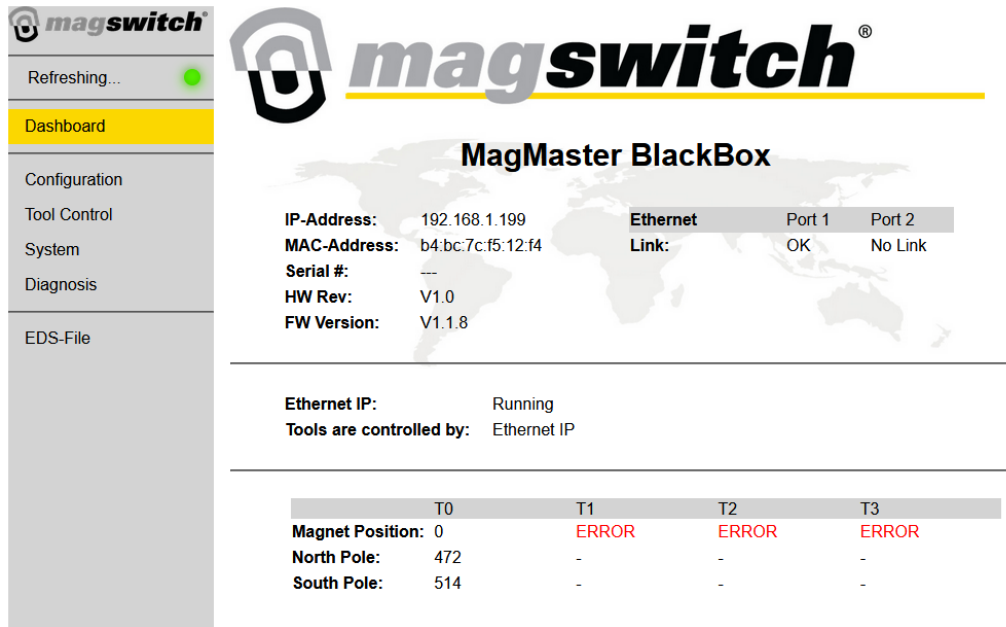 magswitch
Refreshing...
Dashboard
Configuration
Tool Control
System
Diagnosis
EDS-File
magswitch®
MagMaster BlackBox
IP-Address: 192.168.1.199
MAC-Address: b4:bc:7c:f5:12:f4
Serial #: ---
HW Rev: V1.0
FW Version: V1.1.8
Ethernet Port 1 Port 2
Link: OK No Link
Ethernet IP: Running
Tools are controlled by: Ethernet IP
T0 T1 T2 T3
Magnet Position: 0 ERROR ERROR ERROR
North Pole: 472 - - -
South Pole: 514 - - -